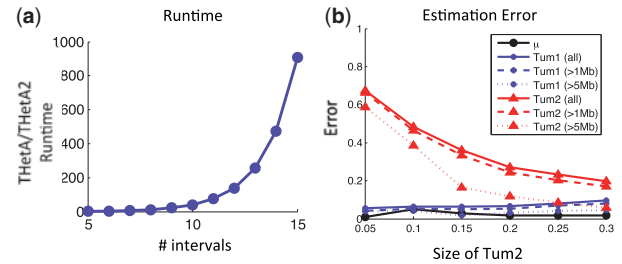 (a)
Runtime
THetA/THetA2
Runtime
1000
800
600
400
200
0
5
10
15
# intervals
(b)
Estimation Error
Error
1
0.8
0.6
0.4
0.2
0
0.05
0.1
0.15
0.2
0.25
0.3
Size of Tum2
μ
Tum1 (all)
Tum1 (>1Mb)
Tum1 (>5Mb)
Tum2 (all)
Tum2 (>1Mb)
Tum2 (>5Mb)